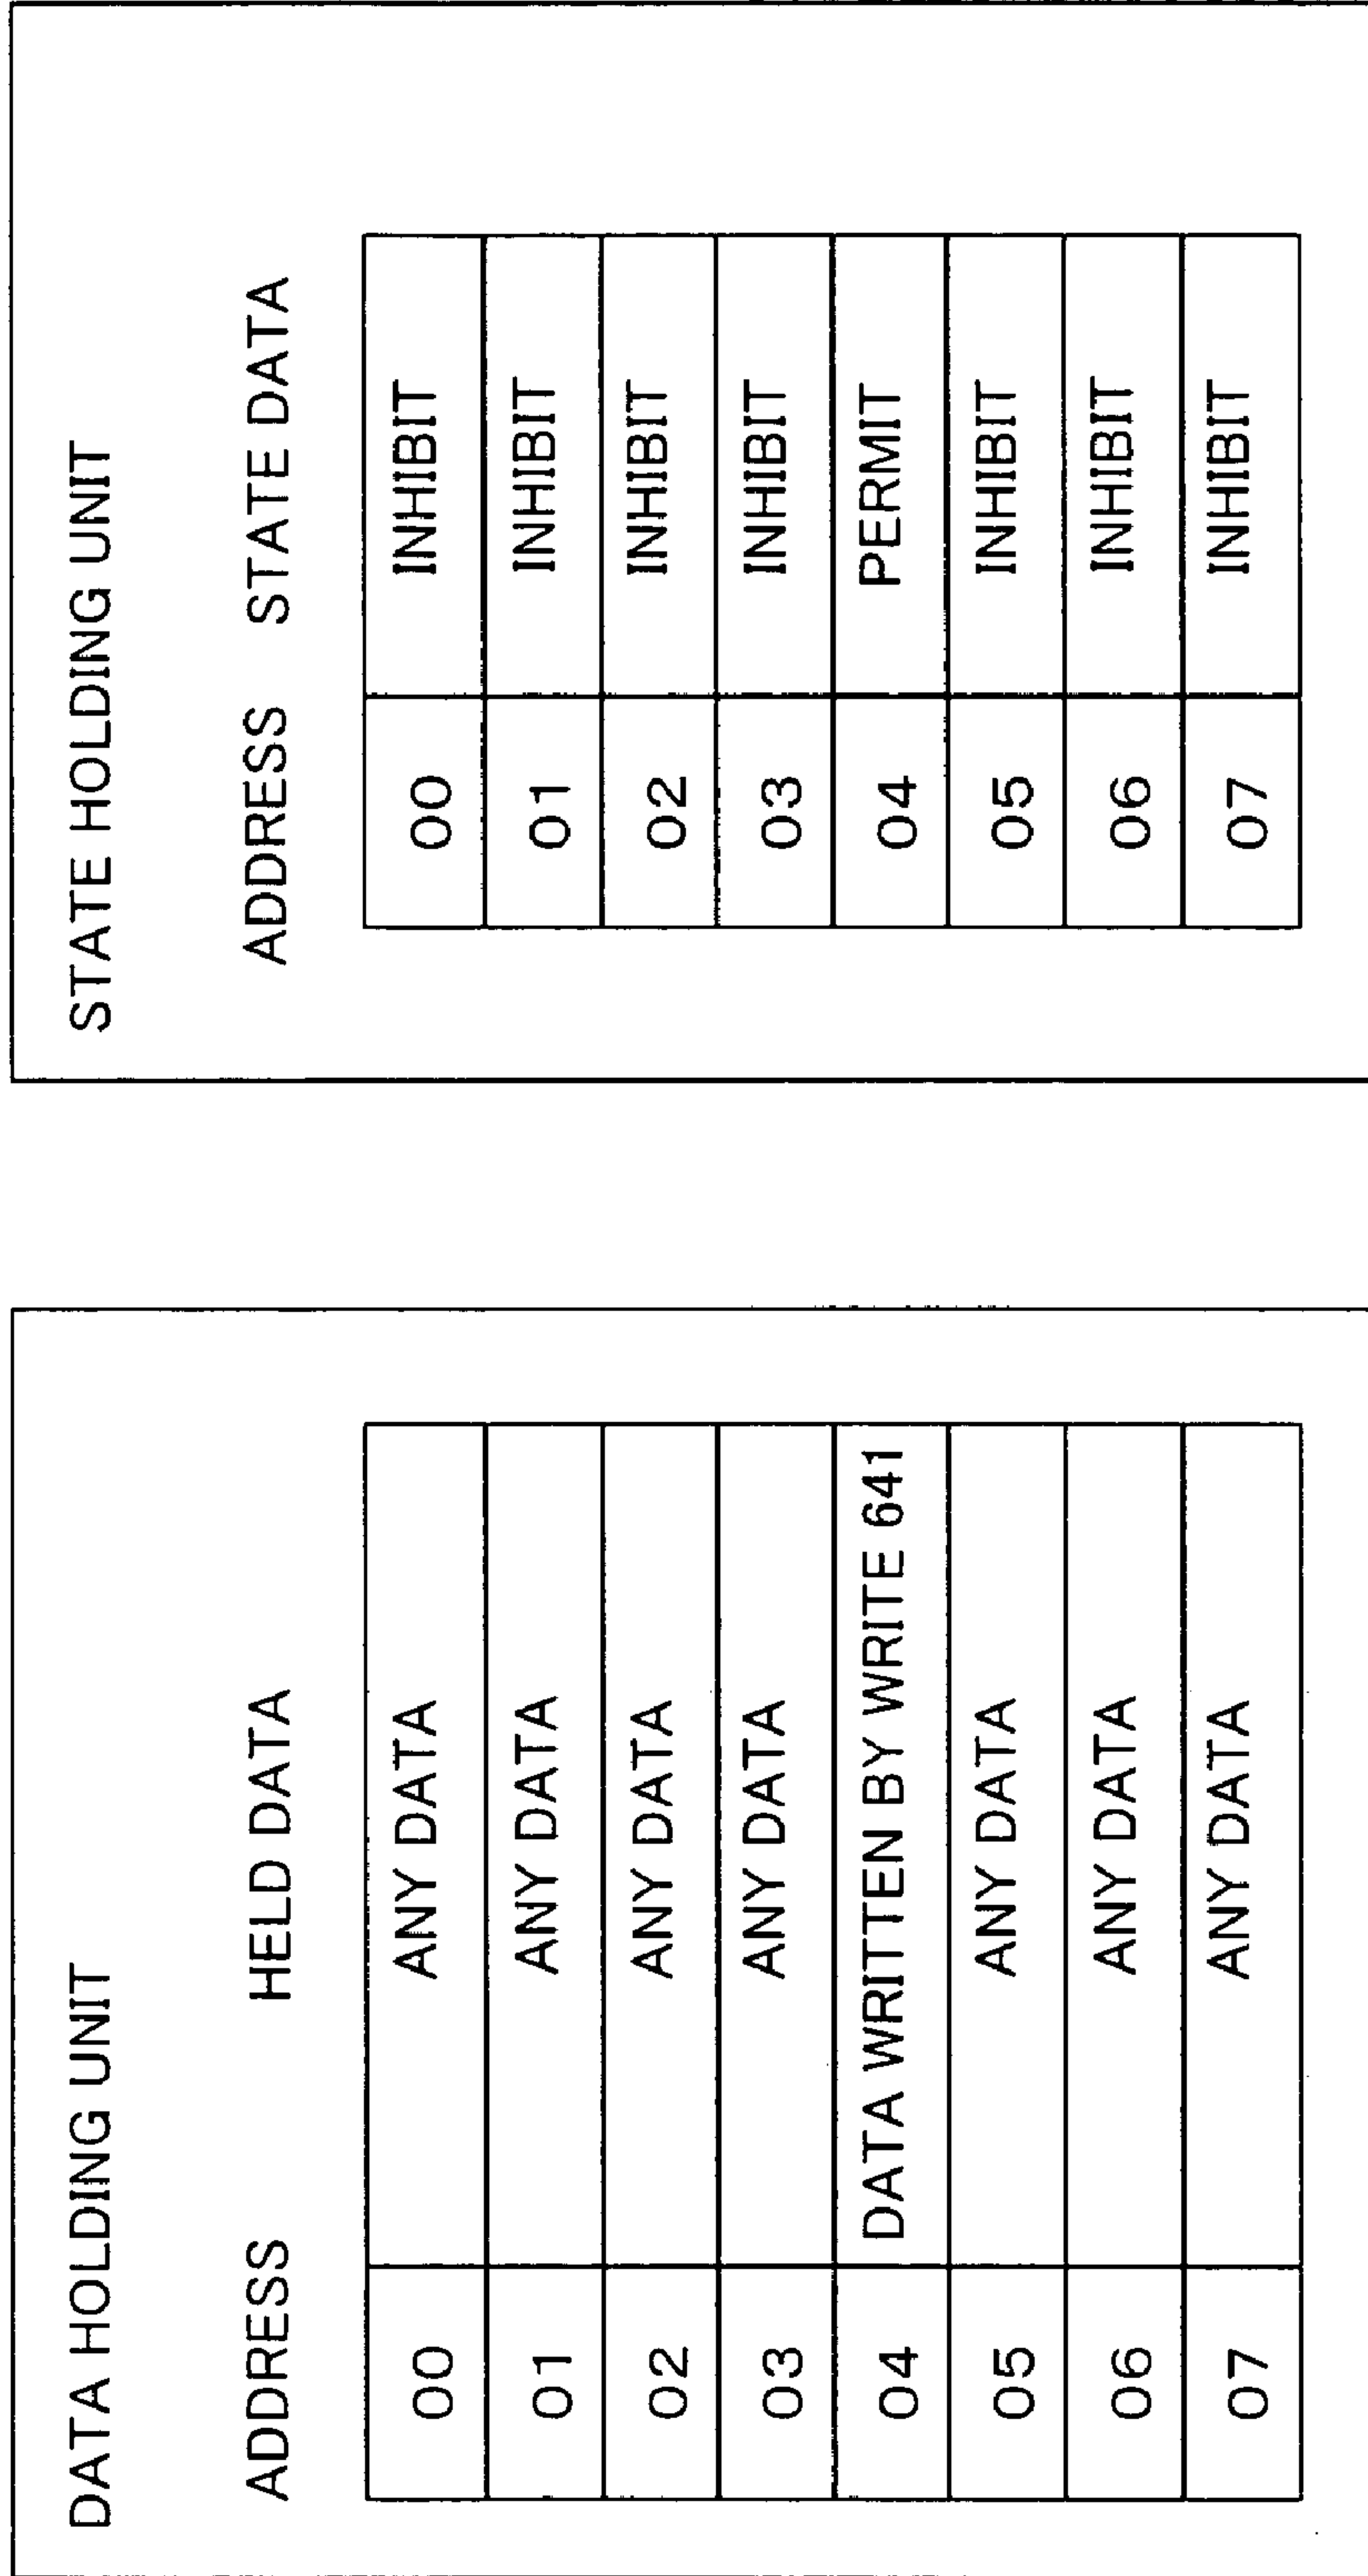 DATA HOLDING UNIT
ADDRESS HELD DATA
00 ANY DATA
01 ANY DATA
02 ANY DATA
03 ANY DATA
04 DATA WRITTEN BY WRITE 641
05 ANY DATA
06 ANY DATA
07 ANY DATA
STATE HOLDING UNIT
ADDRESS STATE DATA
00 INHIBIT
01 INHIBIT
02 INHIBIT
03 INHIBIT
04 PERMIT
05 INHIBIT
06 INHIBIT
07 INHIBIT